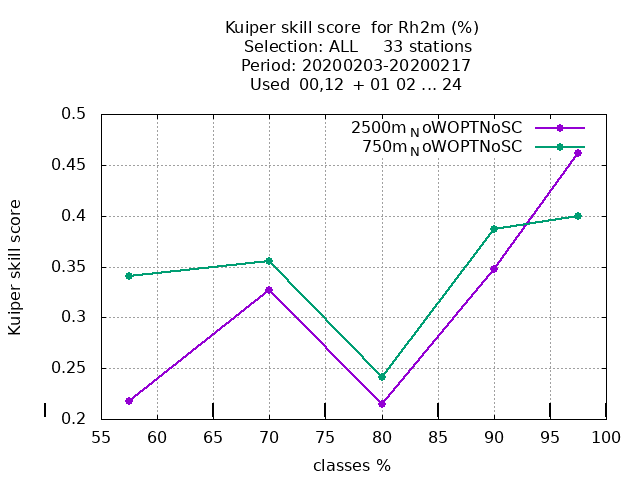 Kuiper skill score  for Rh2m (%)
Selection: ALL     33 stations
Period: 20200203-20200217
Used  00,12  + 01 02 ... 24
2500m_NoWOPTNoSC
750m_NoWOPTNoSC
Kuiper skill score
0.5
0.45
0.4
0.35
0.3
0.25
0.2
55 60 65 70 75 80 85 90 95 100
classes %